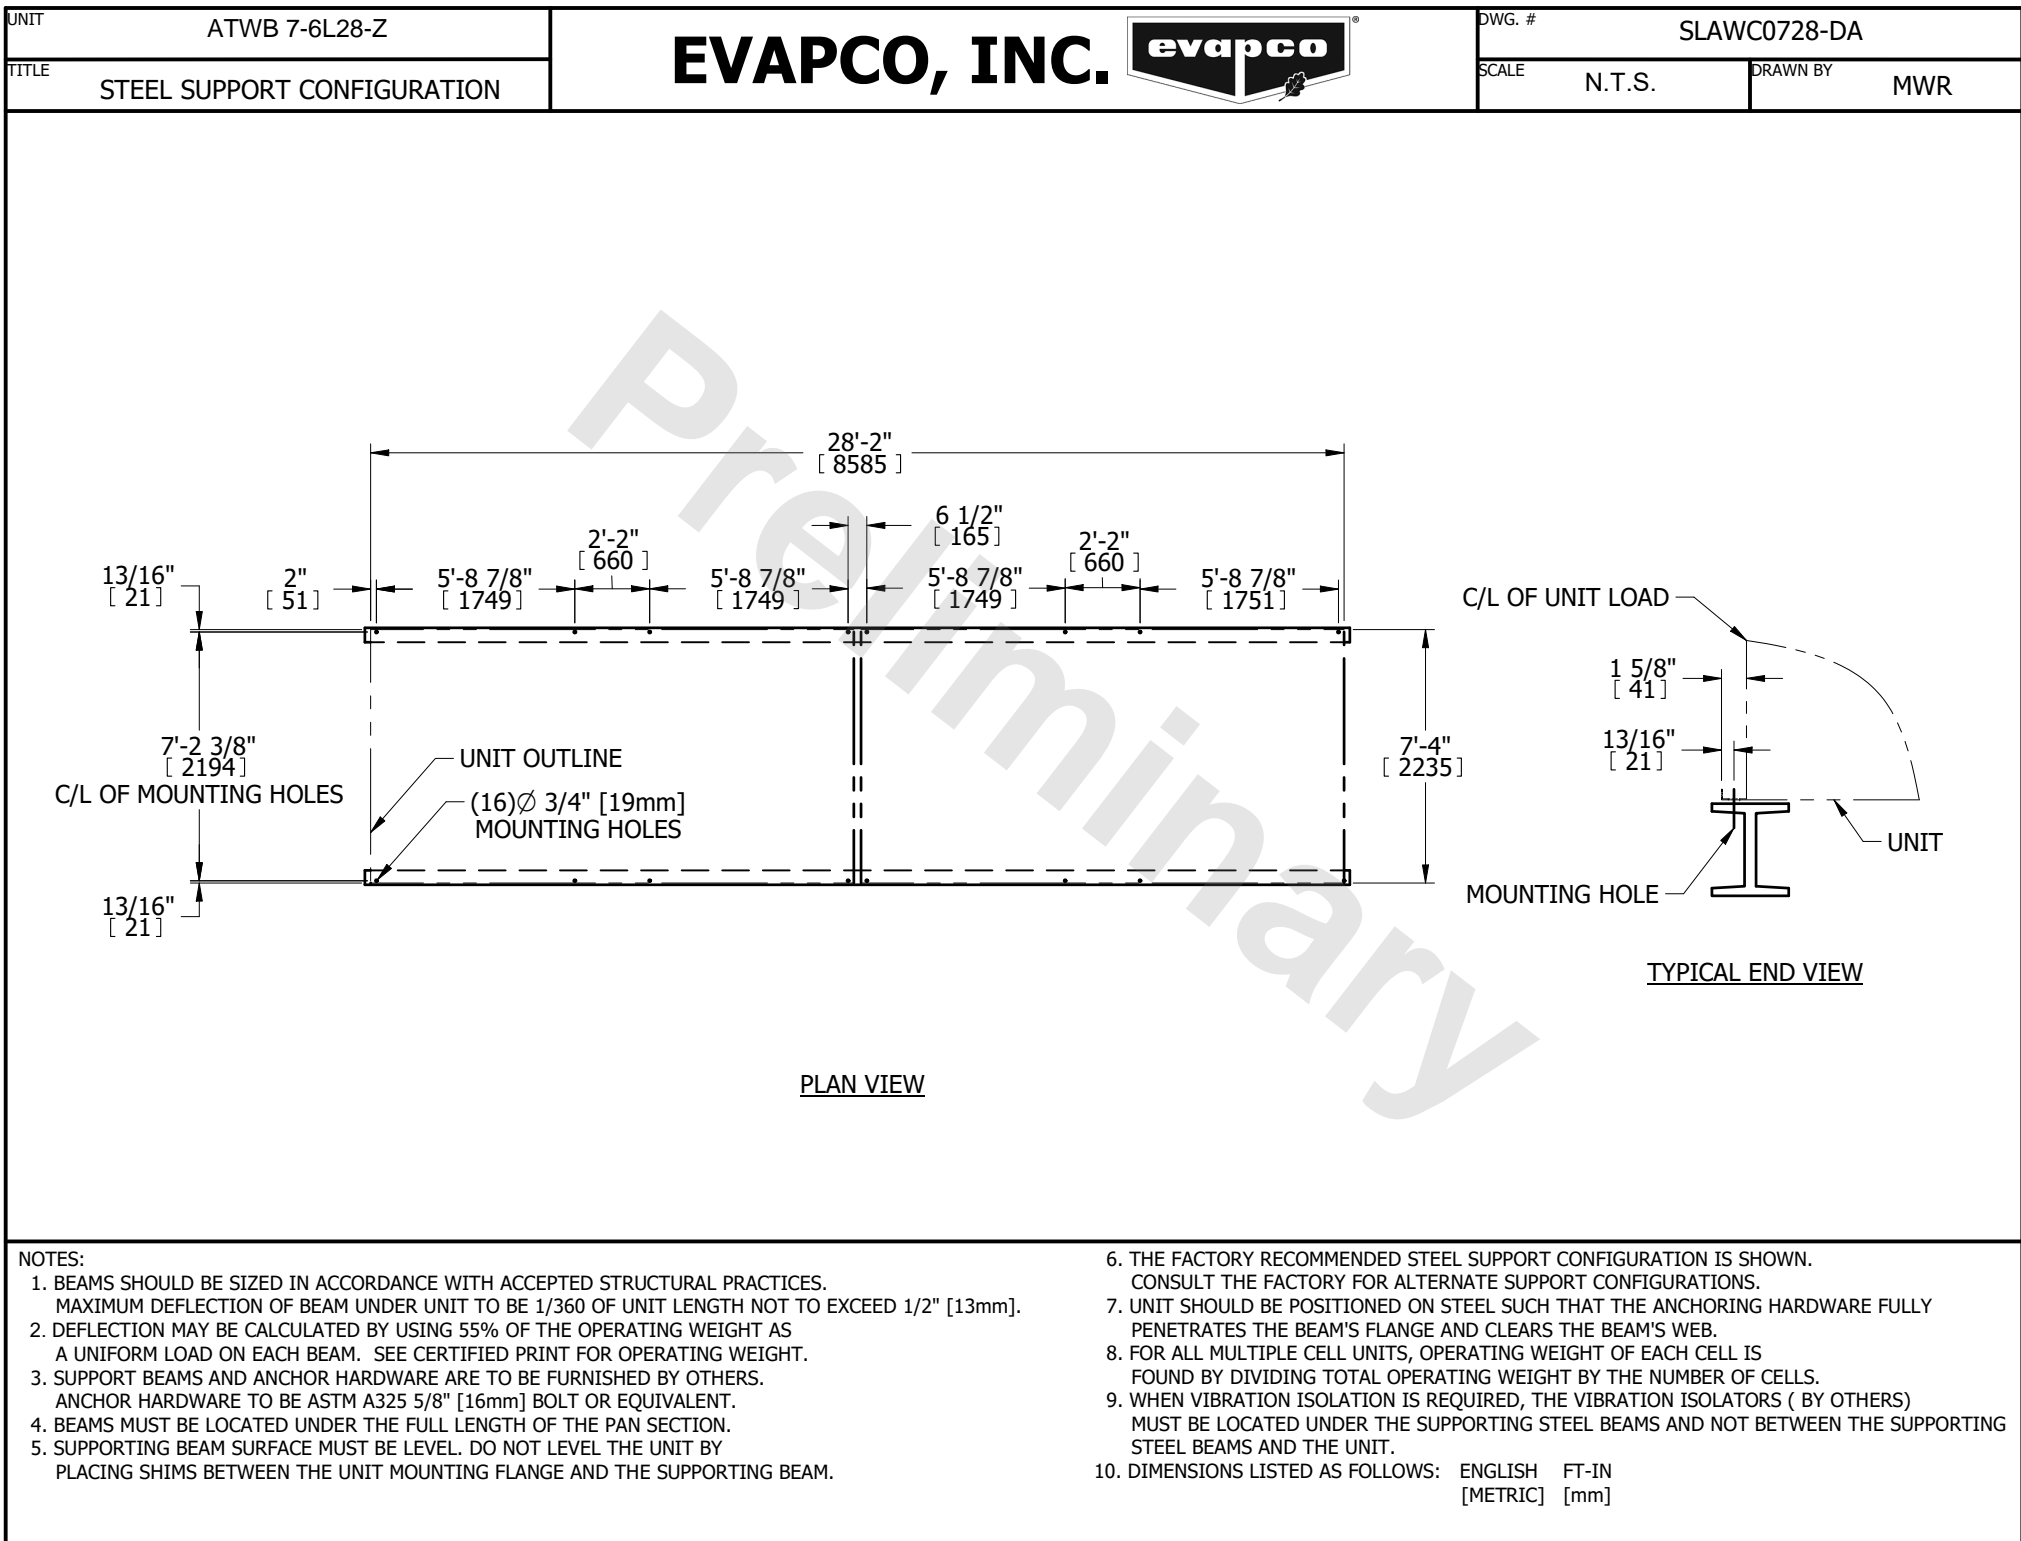 UNIT
ATWB 7-6L28-Z
TITLE
STEEL SUPPORT CONFIGURATION
EVAPCO, INC.
evapco
®
DWG. #
SLAWC0728-DA
SCALE
N.T.S.
DRAWN BY
MWR
Preliminary
28'-2"
[ 8585 ]
6 1/2"
[ 165]
2'-2"
[ 660 ]
2'-2"
[ 660 ]
13/16"
[ 21]
2"
[ 51]
5'-8 7/8"
[ 1749]
5'-8 7/8"
[ 1749 ]
5'-8 7/8"
[ 1749 ]
5'-8 7/8"
[ 1751]
7'-2 3/8"
[ 2194]
C/L OF MOUNTING HOLES
UNIT OUTLINE
(16)Ø 3/4" [19mm]
MOUNTING HOLES
7'-4"
[ 2235]
13/16"
[ 21]
PLAN VIEW
C/L OF UNIT LOAD
1 5/8"
[ 41]
13/16"
[ 21]
UNIT
MOUNTING HOLE
TYPICAL END VIEW
NOTES:
1. BEAMS SHOULD BE SIZED IN ACCORDANCE WITH ACCEPTED STRUCTURAL PRACTICES.
MAXIMUM DEFLECTION OF BEAM UNDER UNIT TO BE 1/360 OF UNIT LENGTH NOT TO EXCEED 1/2" [13mm].
2. DEFLECTION MAY BE CALCULATED BY USING 55% OF THE OPERATING WEIGHT AS
A UNIFORM LOAD ON EACH BEAM. SEE CERTIFIED PRINT FOR OPERATING WEIGHT.
3. SUPPORT BEAMS AND ANCHOR HARDWARE ARE TO BE FURNISHED BY OTHERS.
ANCHOR HARDWARE TO BE ASTM A325 5/8" [16mm] BOLT OR EQUIVALENT.
4. BEAMS MUST BE LOCATED UNDER THE FULL LENGTH OF THE PAN SECTION.
5. SUPPORTING BEAM SURFACE MUST BE LEVEL. DO NOT LEVEL THE UNIT BY
PLACING SHIMS BETWEEN THE UNIT MOUNTING FLANGE AND THE SUPPORTING BEAM.
6. THE FACTORY RECOMMENDED STEEL SUPPORT CONFIGURATION IS SHOWN.
CONSULT THE FACTORY FOR ALTERNATE SUPPORT CONFIGURATIONS.
7. UNIT SHOULD BE POSITIONED ON STEEL SUCH THAT THE ANCHORING HARDWARE FULLY
PENETRATES THE BEAM'S FLANGE AND CLEARS THE BEAM'S WEB.
8. FOR ALL MULTIPLE CELL UNITS, OPERATING WEIGHT OF EACH CELL IS
FOUND BY DIVIDING TOTAL OPERATING WEIGHT BY THE NUMBER OF CELLS.
9. WHEN VIBRATION ISOLATION IS REQUIRED, THE VIBRATION ISOLATORS ( BY OTHERS)
MUST BE LOCATED UNDER THE SUPPORTING STEEL BEAMS AND NOT BETWEEN THE SUPPORTING
STEEL BEAMS AND THE UNIT.
10. DIMENSIONS LISTED AS FOLLOWS: ENGLISH FT-IN
[METRIC] [mm]